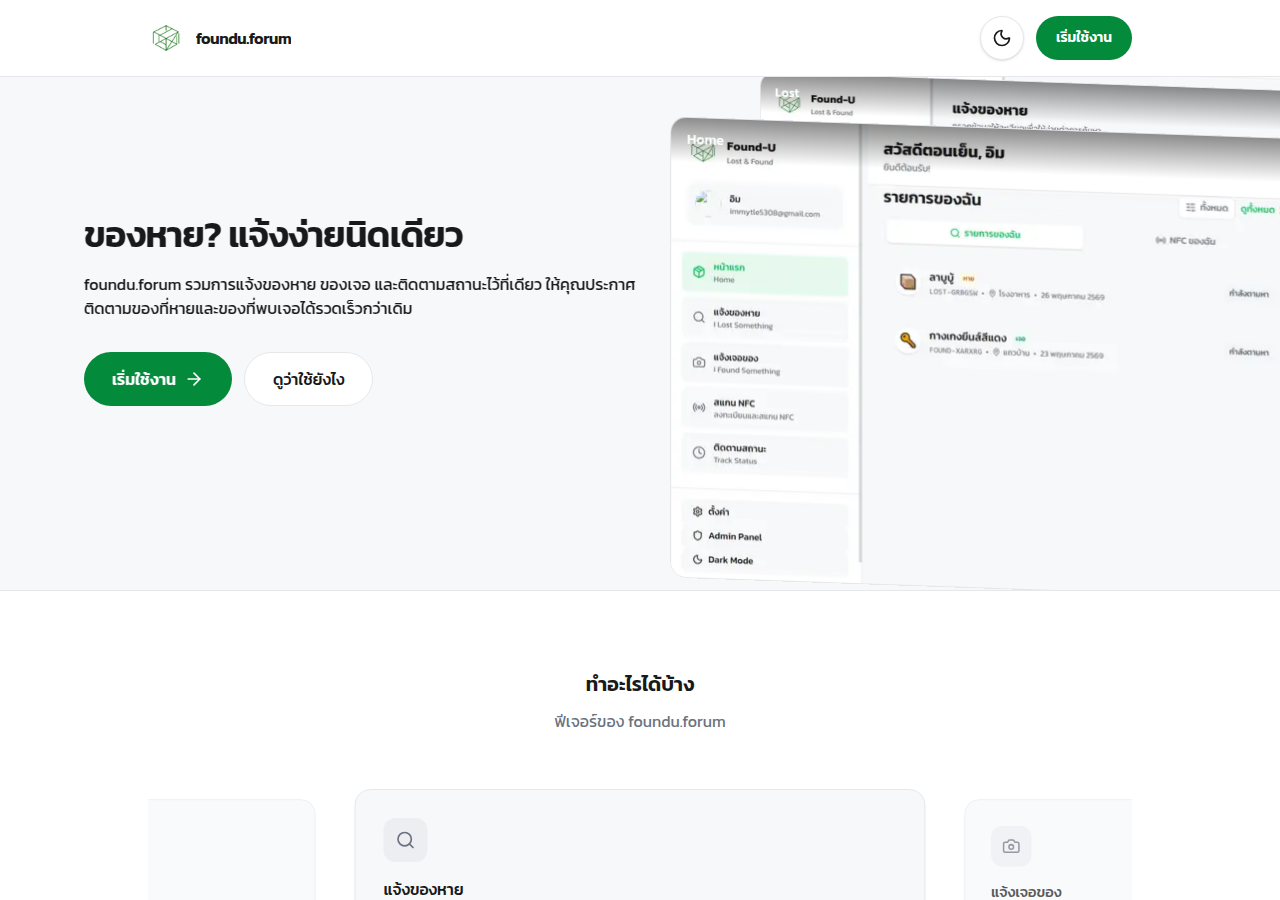 foundu.forum
เริ่มใช้งาน
ของหาย? แจ้งง่ายนิดเดียว
foundu.forum รวมการแจ้งของหาย ของเจอ และติดตามสถานะไว้ที่เดียว ให้คุณประกาศ
ติดตามของที่หายและของที่พบเจอได้รวดเร็วกว่าเดิม
เริ่มใช้งาน
ดูว่าใช้ยังไง
Lost
Found-U
Lost & Found
แจ้งของหาย
Home
Found-U
Lost & Found
อิม
immytle5308@gmail.com
หน้าแรก
Home
แจ้งของหาย
I Lost Something
แจ้งเจอของ
I Found Something
สแกน NFC
ลงทะเบียนและสแกน NFC
ติดตามสถานะ
Track Status
ตั้งค่า
Admin Panel
Dark Mode
สวัสดีตอนเย็น, อิม
ยินดีต้อนรับ!
รายการของฉัน
ทั้งหมด
ดูทั้งหมด
รายการของฉัน
NFC ของฉัน
ลาบูบู้ หาย
LOST-GRBGSW • โรงอาหาร • 26 พฤษภาคม 2569
กำลังตามหา
กางเกงยีนส์สีแดง เจอ
FOUND-XARXRG • แถวบ้าน • 23 พฤษภาคม 2569
กำลังตามหา
ทำอะไรได้บ้าง
ฟีเจอร์ของ foundu.forum
แจ้งของหาย
แจ้งเจอของ